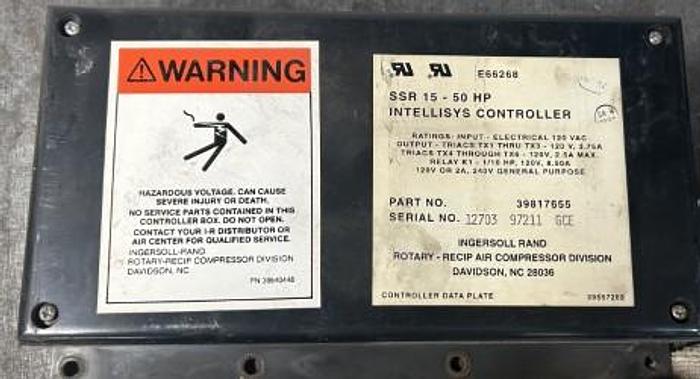 WARNING
HAZARDOUS VOLTAGE. CAN CAUSE
SEVERE INJURY OR DEATH.
NO SERVICE PARTS CONTAINED IN THIS
CONTROLLER BOX. DO NOT OPEN.
CONTACT YOUR I-R DISTRIBUTOR OR
AIR CENTER FOR QUALIFIED SERVICE.
INGERSOLL-RAND
ROTARY-RECIP COMPRESSOR DIVISION
DAVIDSON, NC
PN 39640446
E66268
SSR 15 - 50 HP
INTELLISYS CONTROLLER
RATINGS: INPUT - ELECTRICAL 120 VAC
OUTPUT - TRIACS TX1 THRU TX3 - 120 V, 3.75A
TRIACS TX4 THROUGH TX6 - 120V, 2.5A MAX.
RELAY K1 - 1/10 HP, 120V,
120V OR 2A, 240V GENERAL PURPOSE
PART NO. 39817655
SERIAL NO. 12703 97211 GCE
INGERSOLL RAND
ROTARY - RECIP AIR COMPRESSOR DIVISION
DAVIDSON, NC 28036
CONTROLLER DATA PLATE